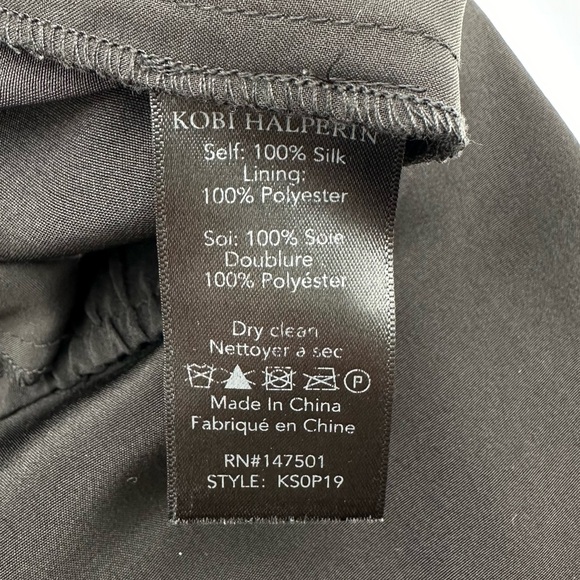 KOBI HALPERIN
Self: 100% Silk
Lining:
100% Polyester
Soi: 100% Soie
Doublure :
100% Polyéster
Dry clean
Nettoyer a sec
P
Made In China
Fabriqué en Chine
RN#147501
STYLE: KS0P19